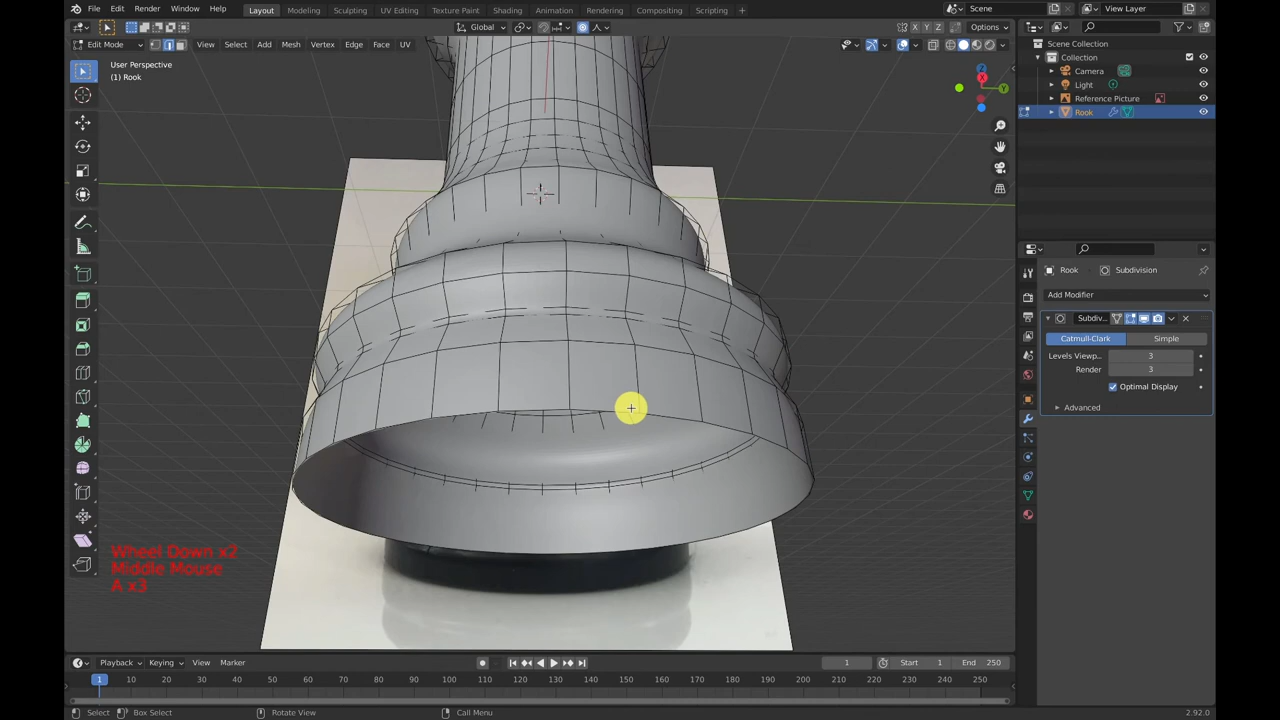 File Edit Render Window Help Layout Modeling Sculpting UV Editing Texture Paint Shading Animation Rendering Compositing Scripting Scene View Layer
Global Options
Edit Mode View Select Add Mesh Vertex Edge Face UV
User Perspective
(1) Rook
Scene Collection
Collection
Camera
Light
Reference Picture
Rook
Rook Subdivision
Add Modifier
Subdiv...
Catmull-Clark Simple
Levels Viewp... 3
Render 3
Optimal Display
Advanced
Wheel Down x2
Middle Mouse
A x3
Playback Keying View Marker 1 Start 1 End 250
1 10 20 30 40 50 60 70 80 90 100 110 120 130 140 150 160 170 180 190 200 210 220 230 240 250
Select Box Select Rotate View Call Menu 2.92.0